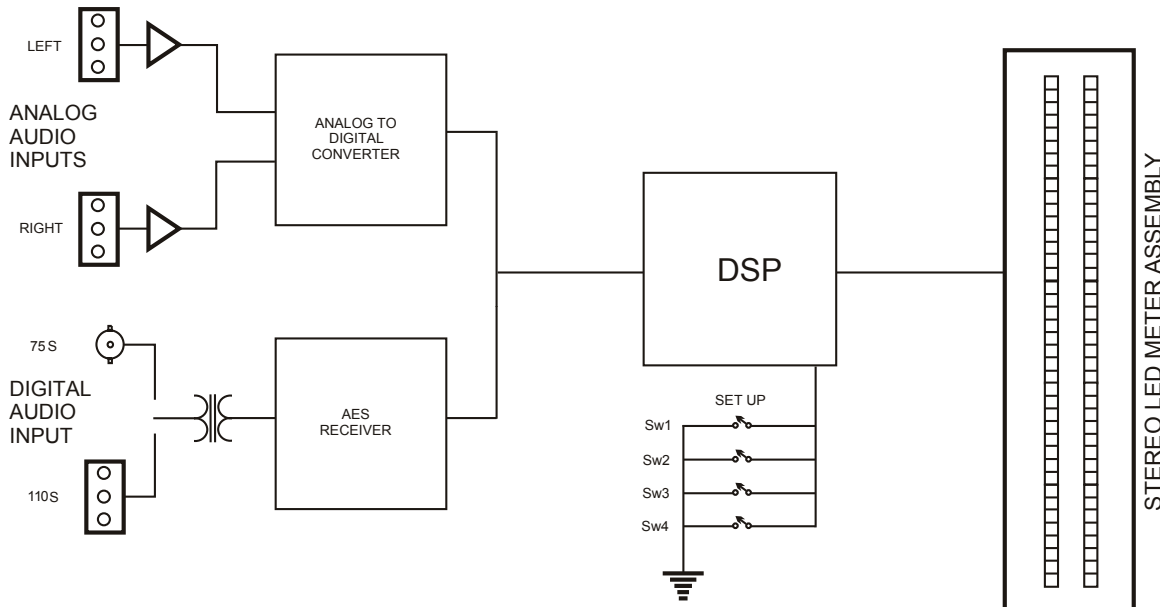 LEFT
ANALOG
AUDIO
INPUTS
RIGHT
ANALOG TO
DIGITAL
CONVERTER
75 S
DIGITAL
AUDIO
INPUT
110S
AES
RECEIVER
DSP
SET UP
Sw1
Sw2
Sw3
Sw4
STEREO LED METER ASSEMBLY